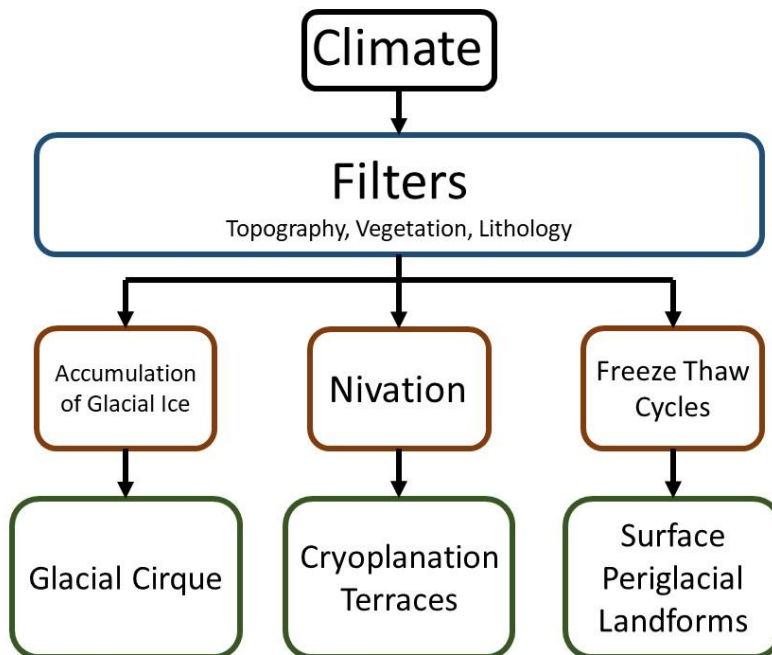 Climate
Filters
Topography, Vegetation, Lithology
Accumulation
of Glacial Ice
Nivation
Freeze Thaw
Cycles
Glacial Cirque
Cryoplanation
Terraces
Surface
Periglacial
Landforms